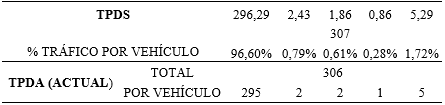 TPDS 296,29 2,43 1,86 0,86 5,29
307
% TRÁFICO POR VEHÍCULO 96,60% 0,79% 0,61% 0,28% 1,72%
TPDA (ACTUAL) TOTAL 306
POR VEHÍCULO 295 2 2 1 5